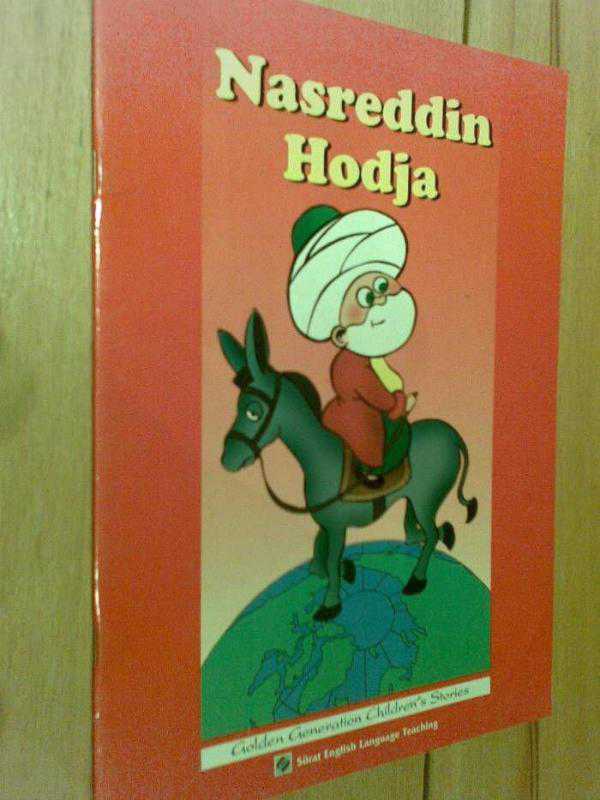 Nasreddin
Hodja
Golden Generation Children's Stories
Sürat English Language Teaching